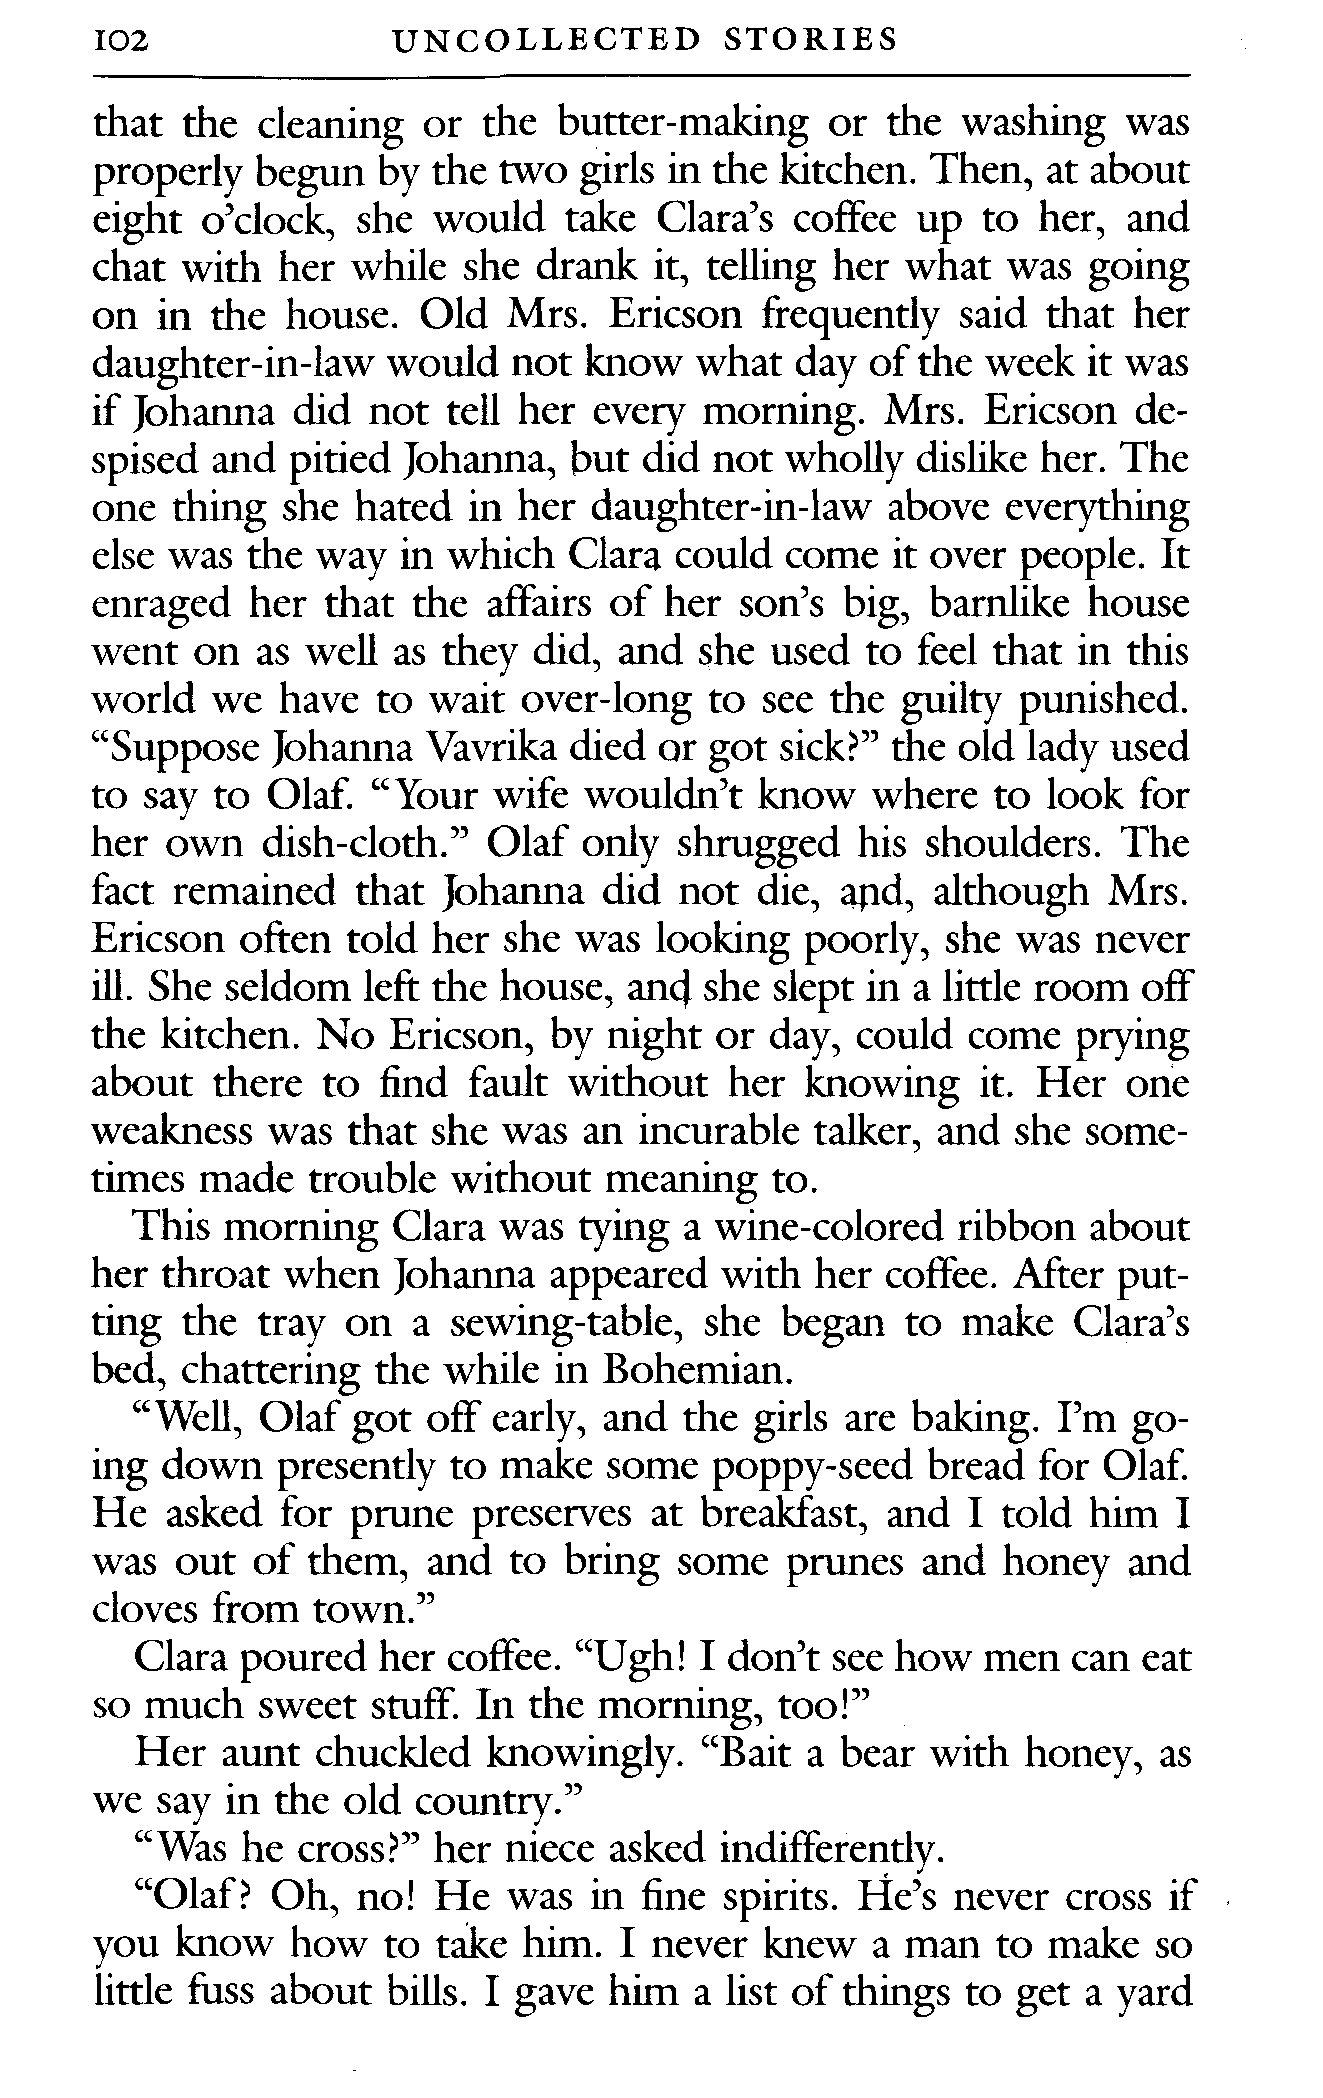 102 UNCOLLECTED STORIES
that the cleaning or the butter-making or the washing was
properly begun by the two girls in the kitchen. Then, at about
eight o’clock, she would take Clara’s coffee up to her, and
chat with her while she drank it, telling her what was going
on in the house. Old Mrs. Ericson frequently said that her
daughter-in-law would not know what day of the week it was
if Johanna did not tell her every morning. Mrs. Ericson de-
spised and pitied Johanna, but did not wholly dislike her. The
one thing she hated in her daughter-in-law above everything
else was the way in which Clara could come it over people. It
enraged her that the affairs of her son’s big, barnlike house
went on as well as they did, and she used to feel that in this
world we have to wait over-long to see the guilty punished.
“Suppose Johanna Vavrika died or got sick?” the old lady used
to say to Olaf. “Your wife wouldn’t know where to look for
her own dish-cloth.” Olaf only shrugged his shoulders. The
fact remained that Johanna did not die, and, although Mrs.
Ericson often told her she was looking poorly, she was never
ill. She seldom left the house, and she slept in a little room off
the kitchen. No Ericson, by night or day, could come prying
about there to find fault without her knowing it. Her one
weakness was that she was an incurable talker, and she some-
times made trouble without meaning to.
This morning Clara was tying a wine-colored ribbon about
her throat when Johanna appeared with her coffee. After put-
ting the tray on a sewing-table, she began to make Clara’s
bed, chattering the while in Bohemian.
“Well, Olaf got off early, and the girls are baking. I’m go-
ing down presently to make some poppy-seed bread for Olaf.
He asked for prune preserves at breakfast, and I told him I
was out of them, and to bring some prunes and honey and
cloves from town.”
Clara poured her coffee. “Ugh! I don’t see how men can eat
so much sweet stuff. In the morning, too!”
Her aunt chuckled knowingly. “Bait a bear with honey, as
we say in the old country.”
“Was he cross?” her niece asked indifferently.
“Olaf? Oh, no! He was in fine spirits. He’s never cross if
you know how to take him. I never knew a man to make so
little fuss about bills. I gave him a list of things to get a yard